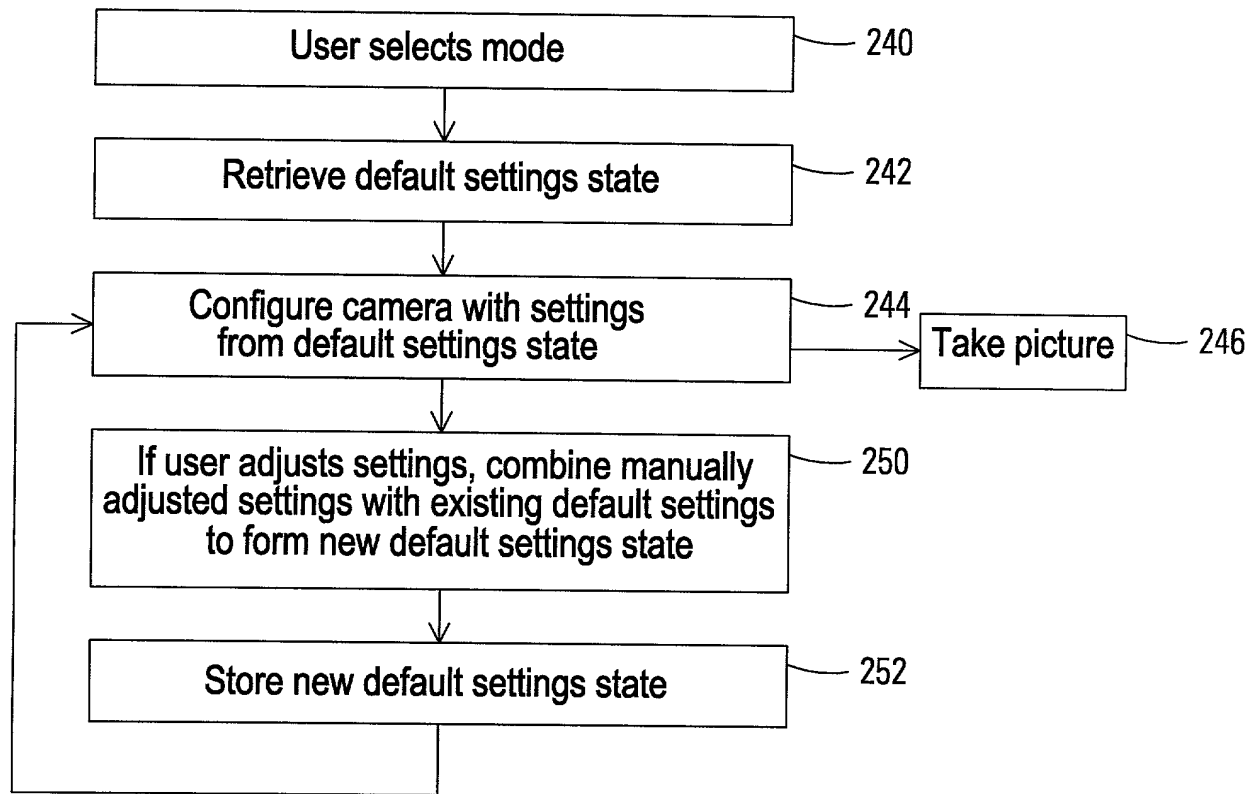 User selects mode
240
Retrieve default settings state
242
Configure camera with settings
from default settings state
244
Take picture
246
If user adjusts settings, combine manually
adjusted settings with existing default settings
to form new default settings state
250
Store new default settings state
252